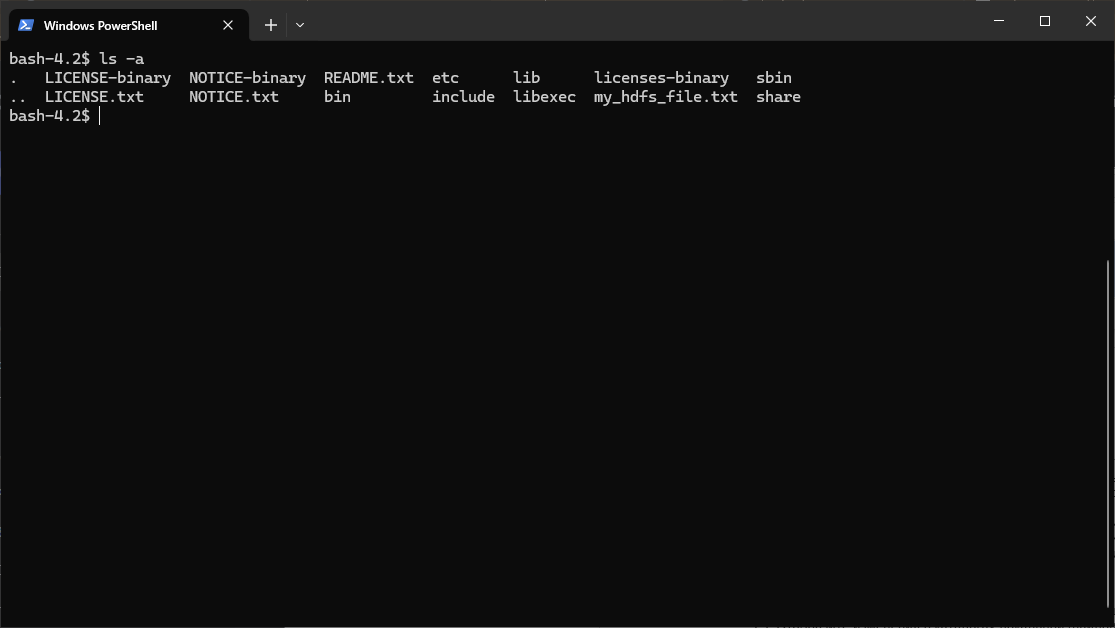 Windows PowerShell
bash-4.2$ ls -a
.   LICENSE-binary  NOTICE-binary  README.txt  etc      lib      licenses-binary   sbin
..  LICENSE.txt     NOTICE.txt     bin         include  libexec  my_hdfs_file.txt  share
bash-4.2$